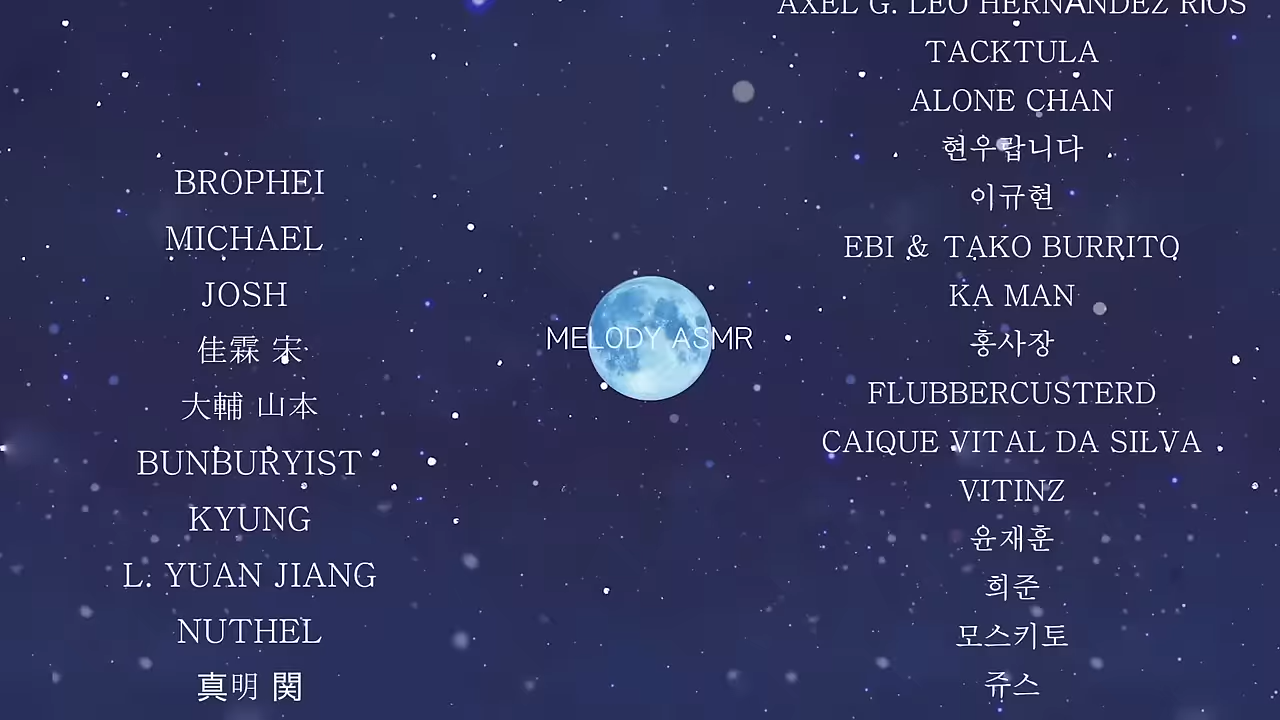 BROPHEI
MICHAEL
JOSH
佳霖 宋
大輔 山本
BUNBURYIST
KYUNG
L. YUAN JIANG
NUTHEL
真明 関
MELODY ASMR
AXEL G. LEO HERNÁNDEZ RÍOS
TACKTULA
ALONE CHAN
현우랍니다
이규현
EBI & TAKO BURRITO
KA MAN
홍사장
FLUBBERCUSTERD
CAIQUE VITAL DA SILVA
VITINZ
윤재훈
희준
모스키토
쥬스